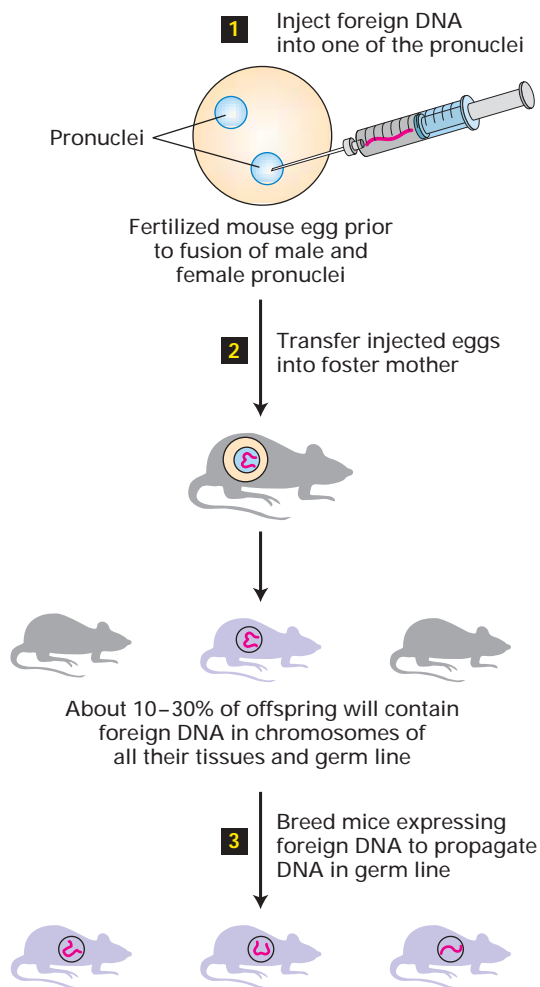 1
Inject foreign DNA
into one of the pronuclei
Pronuclei
Fertilized mouse egg prior
to fusion of male and
female pronuclei
2
Transfer injected eggs
into foster mother
About 10–30% of offspring will contain
foreign DNA in chromosomes of
all their tissues and germ line
3
Breed mice expressing
foreign DNA to propagate
DNA in germ line